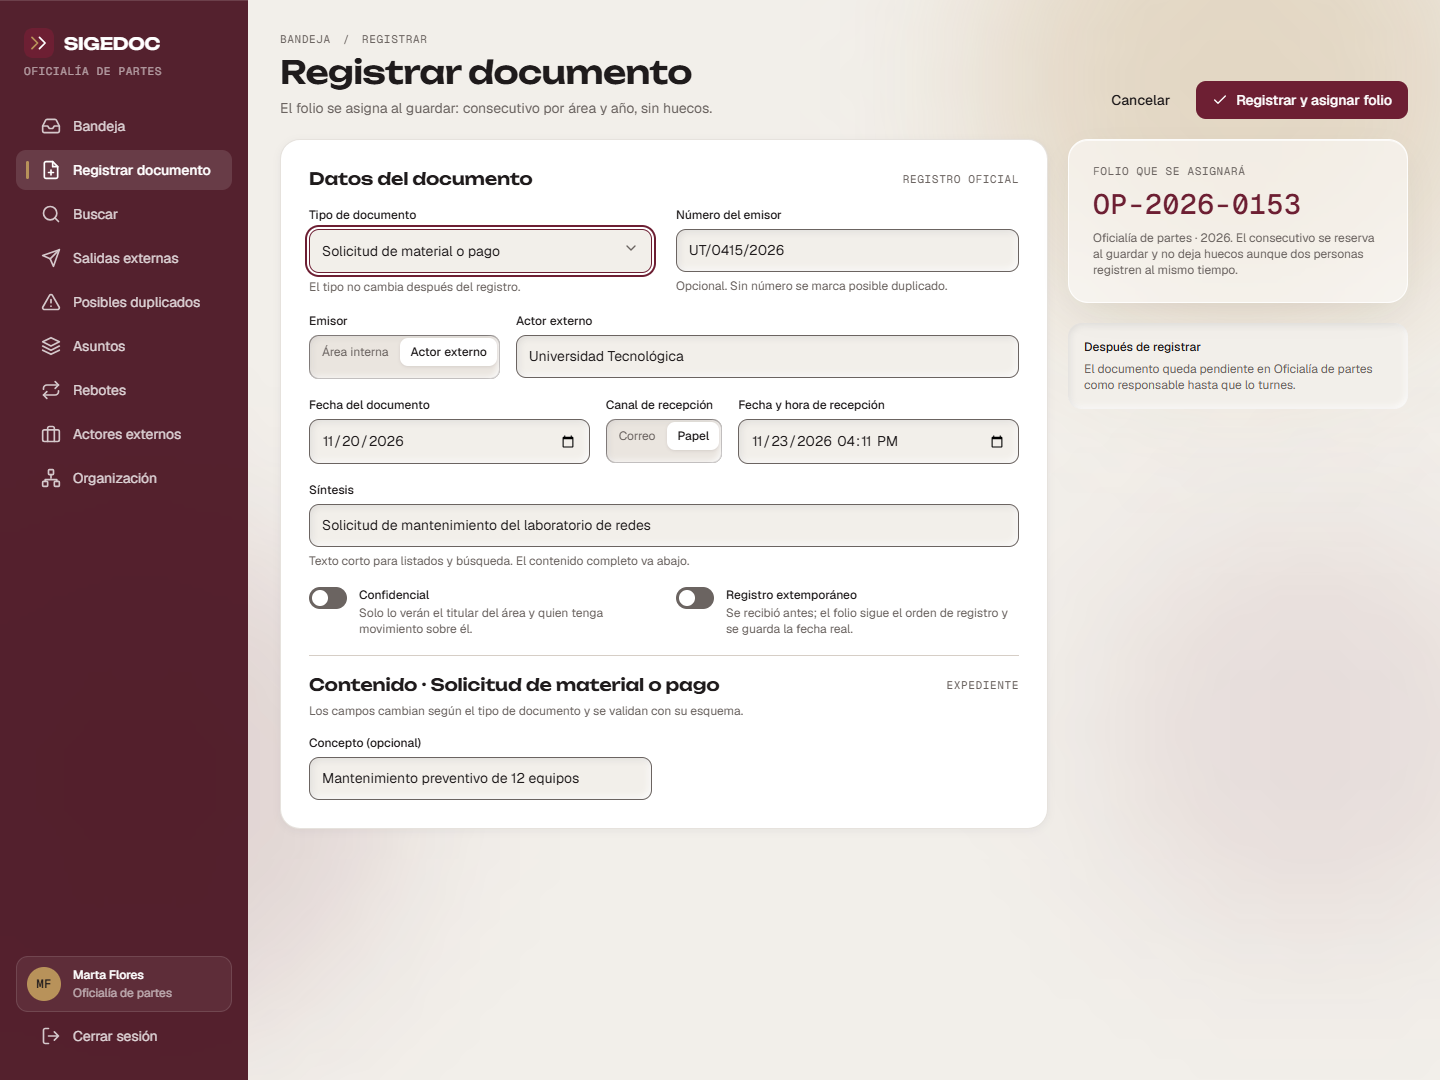 SIGEDOC
OFICIALÍA DE PARTES
Bandeja
Registrar documento
Buscar
Salidas externas
Posibles duplicados
Asuntos
Rebotes
Actores externos
Organización
MF
Marta Flores
Oficialía de partes
Cerrar sesión
BANDEJA / REGISTRAR
Registrar documento
El folio se asigna al guardar: consecutivo por área y año, sin huecos.
Cancelar
Registrar y asignar folio
Datos del documento
REGISTRO OFICIAL
Tipo de documento
Número del emisor
Solicitud de material o pago
UT/0415/2026
El tipo no cambia después del registro.
Opcional. Sin número se marca posible duplicado.
Emisor
Actor externo
Área interna
Actor externo
Universidad Tecnológica
Fecha del documento
Canal de recepción
Fecha y hora de recepción
11/20/2026
Correo
Papel
11/23/2026 04:11 PM
Síntesis
Solicitud de mantenimiento del laboratorio de redes
Texto corto para listados y búsqueda. El contenido completo va abajo.
Confidencial
Solo lo verán el titular del área y quien tenga
movimiento sobre él.
Registro extemporáneo
Se recibió antes; el folio sigue el orden de registro y
se guarda la fecha real.
Contenido · Solicitud de material o pago
EXPEDIENTE
Los campos cambian según el tipo de documento y se validan con su esquema.
Concepto (opcional)
Mantenimiento preventivo de 12 equipos
FOLIO QUE SE ASIGNARÁ
OP-2026-0153
Oficialía de partes · 2026. El consecutivo se reserva
al guardar y no deja huecos aunque dos personas
registren al mismo tiempo.
Después de registrar
El documento queda pendiente en Oficialía de partes
como responsable hasta que lo turnes.